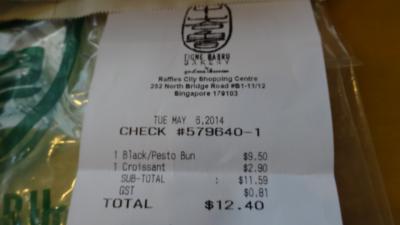 TIONG BAHRU
BAKERY
by
Raffles City Shopping Centre
252 North Bridge Road #B1-11/12
Singapore 179103
TUE MAY 6,2014
CHECK #579640-1
1 Black/Pesto Bun $9.50
1 Croissant $2.90
SUB-TOTAL : $11.59
GST $0.81
TOTAL $12.40